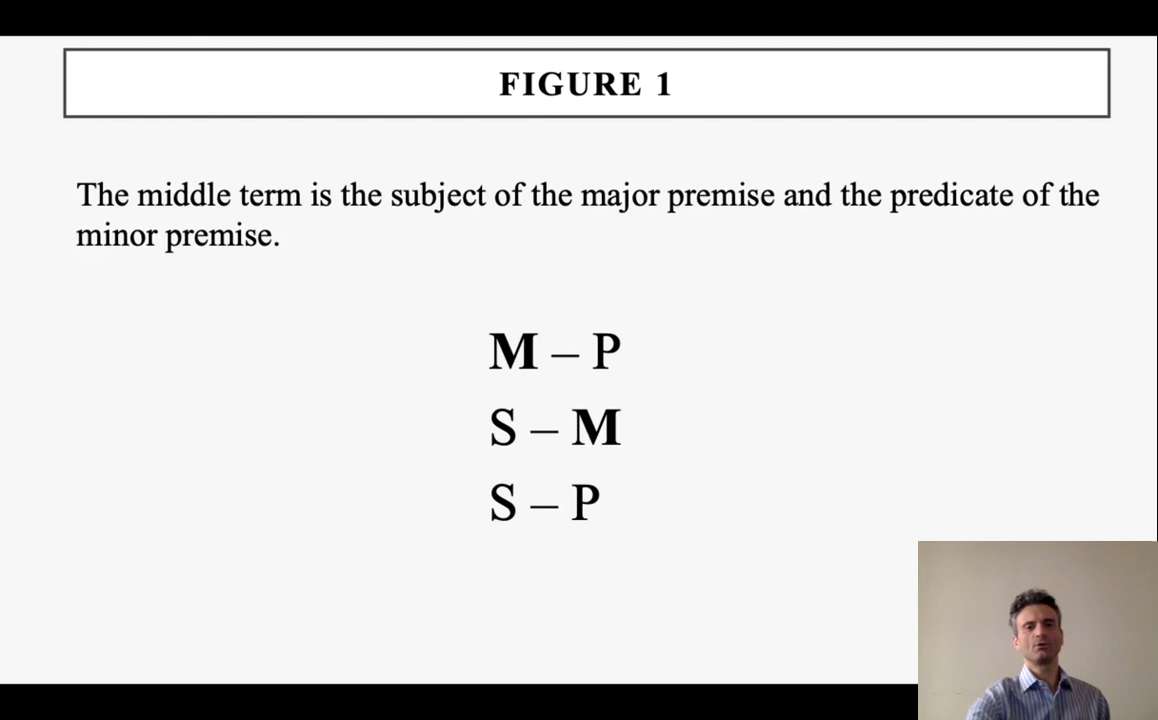 FIGURE 1
The middle term is the subject of the major premise and the predicate of the
minor premise.
M – P
S – M
S – P